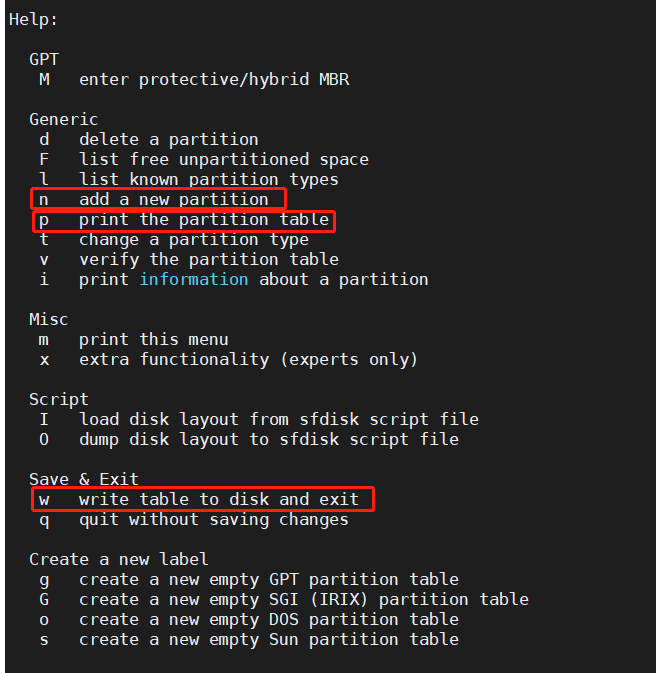 Help:
GPT
M enter protective/hybrid MBR
Generic
d delete a partition
F list free unpartitioned space
l list known partition types
n add a new partition
p print the partition table
t change a partition type
v verify the partition table
i print information about a partition
Misc
m print this menu
x extra functionality (experts only)
Script
I load disk layout from sfdisk script file
O dump disk layout to sfdisk script file
Save & Exit
w write table to disk and exit
q quit without saving changes
Create a new label
g create a new empty GPT partition table
G create a new empty SGI (IRIX) partition table
o create a new empty DOS partition table
s create a new empty Sun partition table